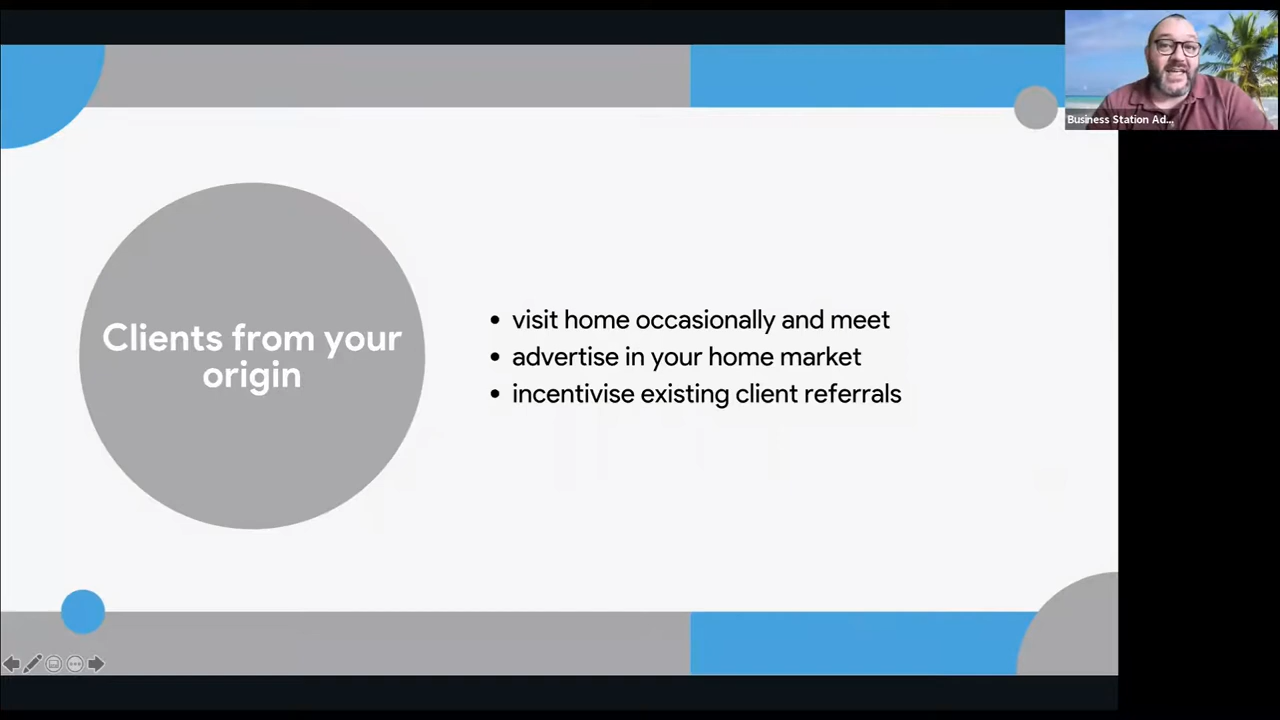 Business Station Ad...
Clients from your
origin
• visit home occasionally and meet
• advertise in your home market
• incentivise existing client referrals